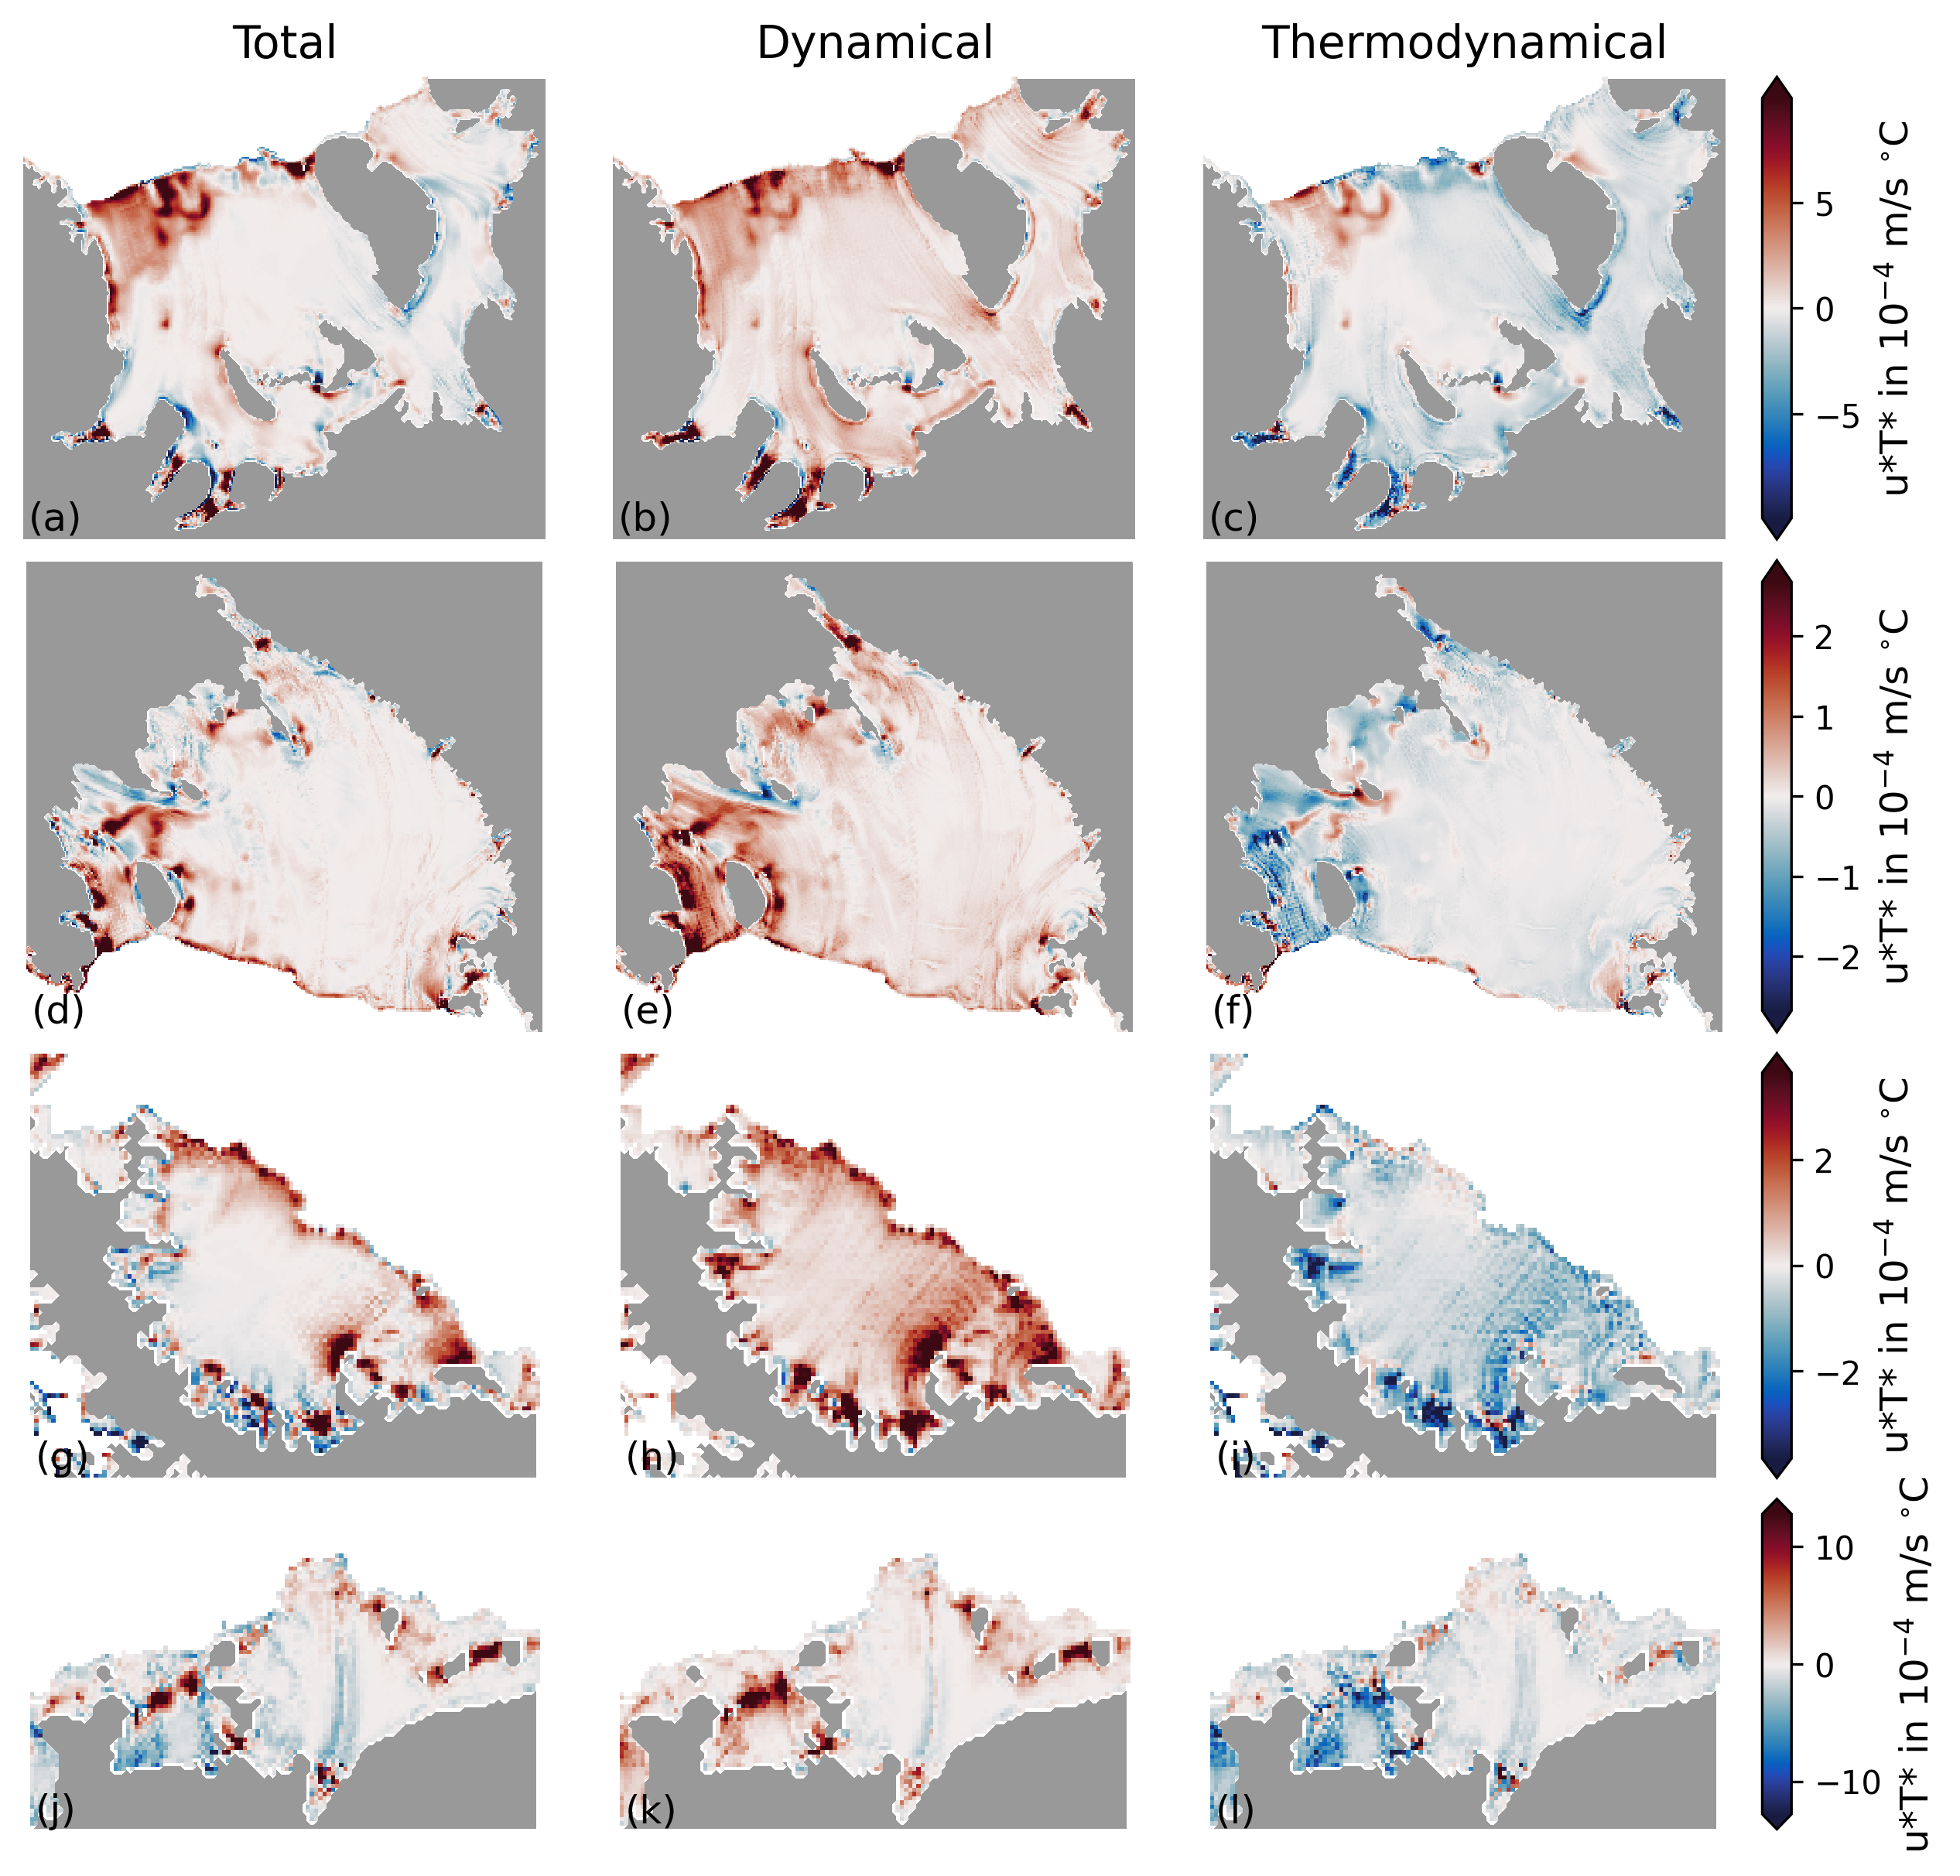 Total Dynamical Thermodynamical
(a) (b) (c)
5
0
−5
u*T* in 10⁻⁴ m/s °C
(d) (e) (f)
2
1
0
−1
−2
u*T* in 10⁻⁴ m/s °C
(g) (h) (i)
2
0
−2
u*T* in 10⁻⁴ m/s °C
(j) (k) (l)
10
0
−10
u*T* in 10⁻⁴ m/s °C